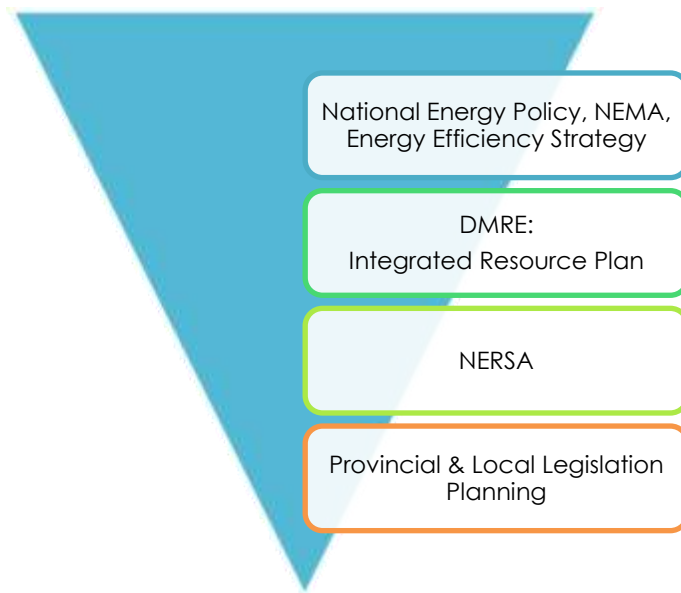 National Energy Policy, NEMA,
Energy Efficiency Strategy
DMRE:
Integrated Resource Plan
NERSA
Provincial & Local Legislation
Planning